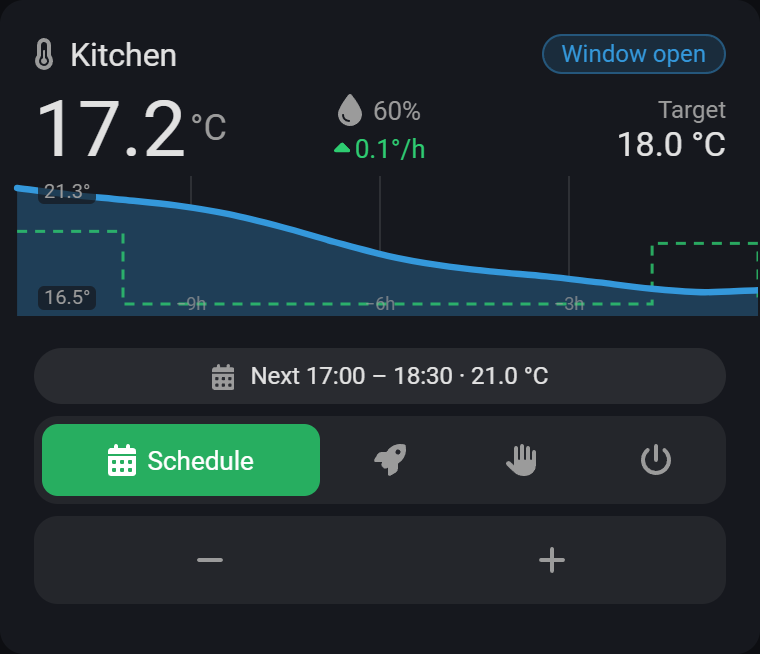 Kitchen
Window open
17.2 °C
60%
0.1°/h
Target
18.0 °C
21.3°
16.5°
-9h
-6h
-3h
Next 17:00 – 18:30 · 21.0 °C
Schedule